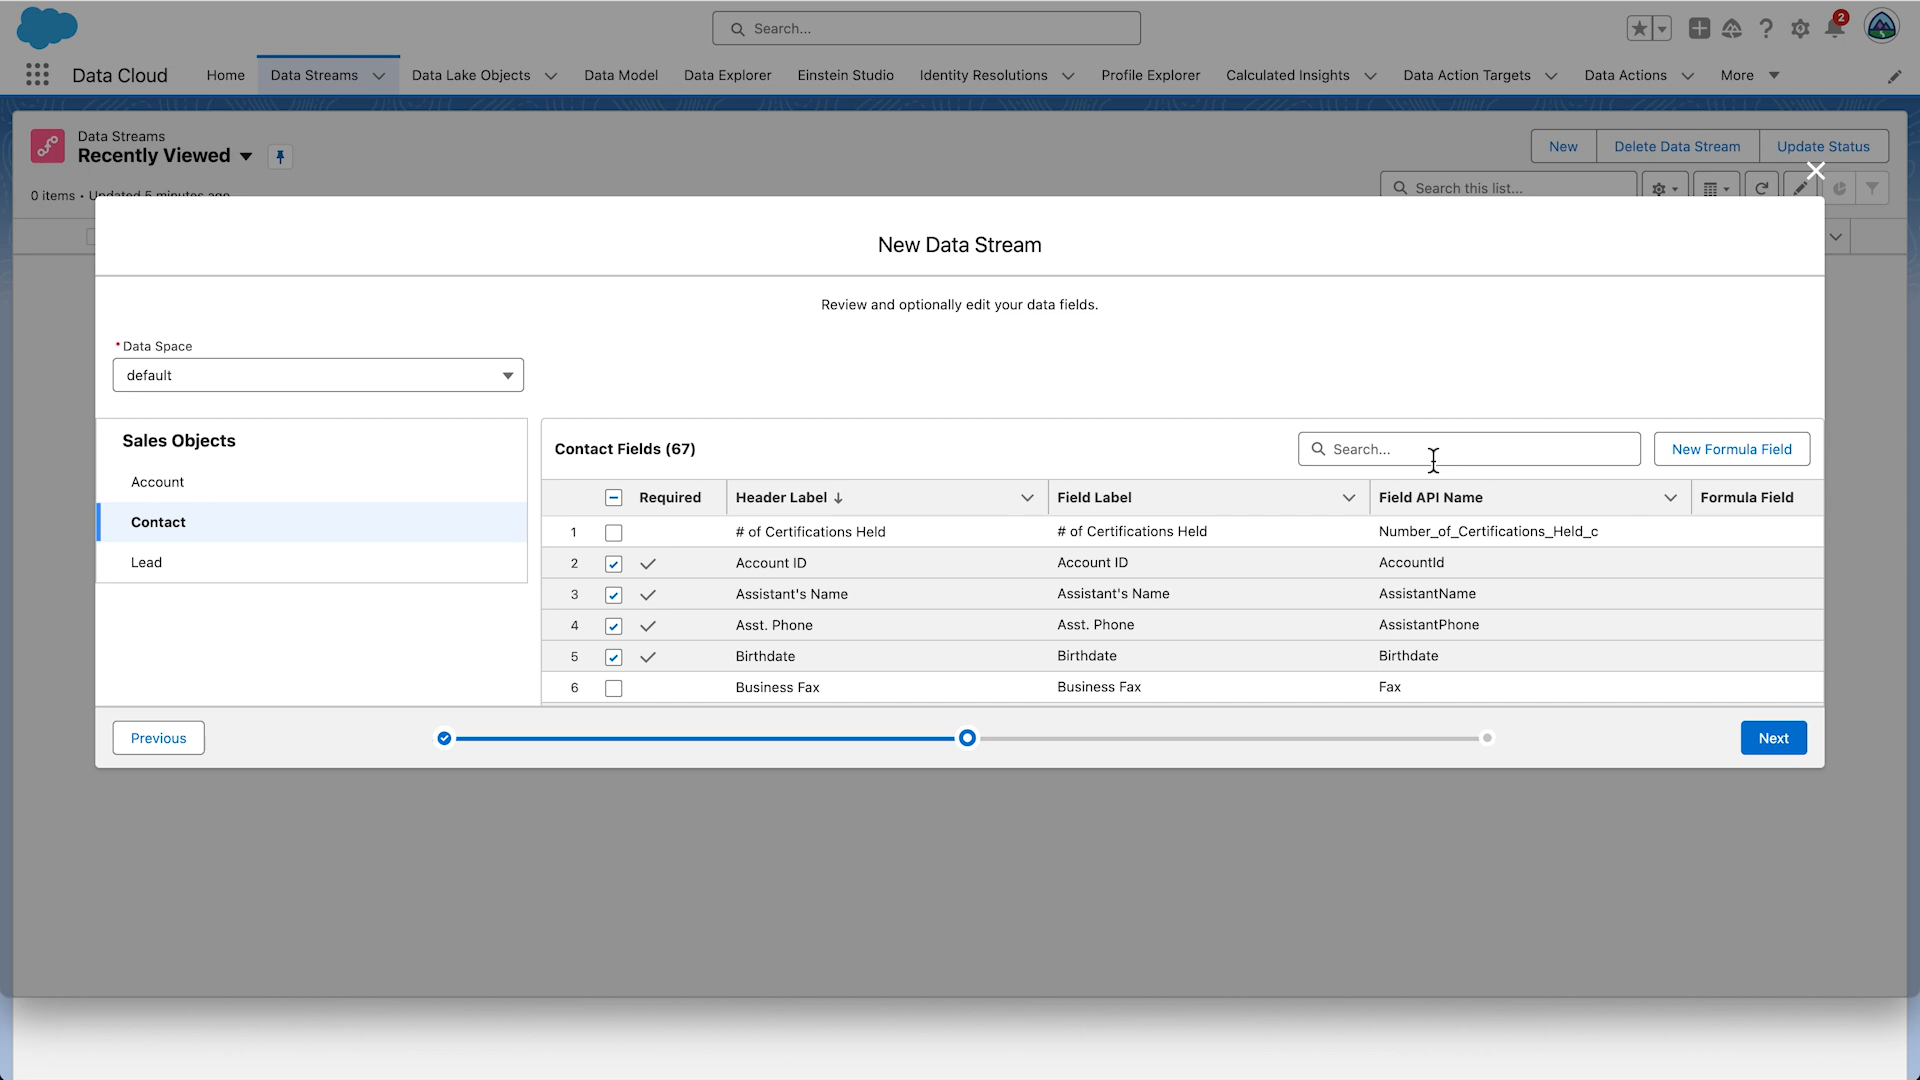 Search...
2
Data Cloud
Home
Data Streams
Data Lake Objects
Data Model
Data Explorer
Einstein Studio
Identity Resolutions
Profile Explorer
Calculated Insights
Data Action Targets
Data Actions
More
Data Streams
Recently Viewed
New
Delete Data Stream
Update Status
0 items • Updated 5 minutes ago
Search this list...
New Data Stream
Review and optionally edit your data fields.
* Data Space
default
Sales Objects
Account
Contact
Lead
Contact Fields (67)
Search...
New Formula Field
Required Header Label Field Label Field API Name Formula Field
1 # of Certifications Held # of Certifications Held Number_of_Certifications_Held_c
2 Account ID Account ID AccountId
3 Assistant's Name Assistant's Name AssistantName
4 Asst. Phone Asst. Phone AssistantPhone
5 Birthdate Birthdate Birthdate
6 Business Fax Business Fax Fax
Previous
Next